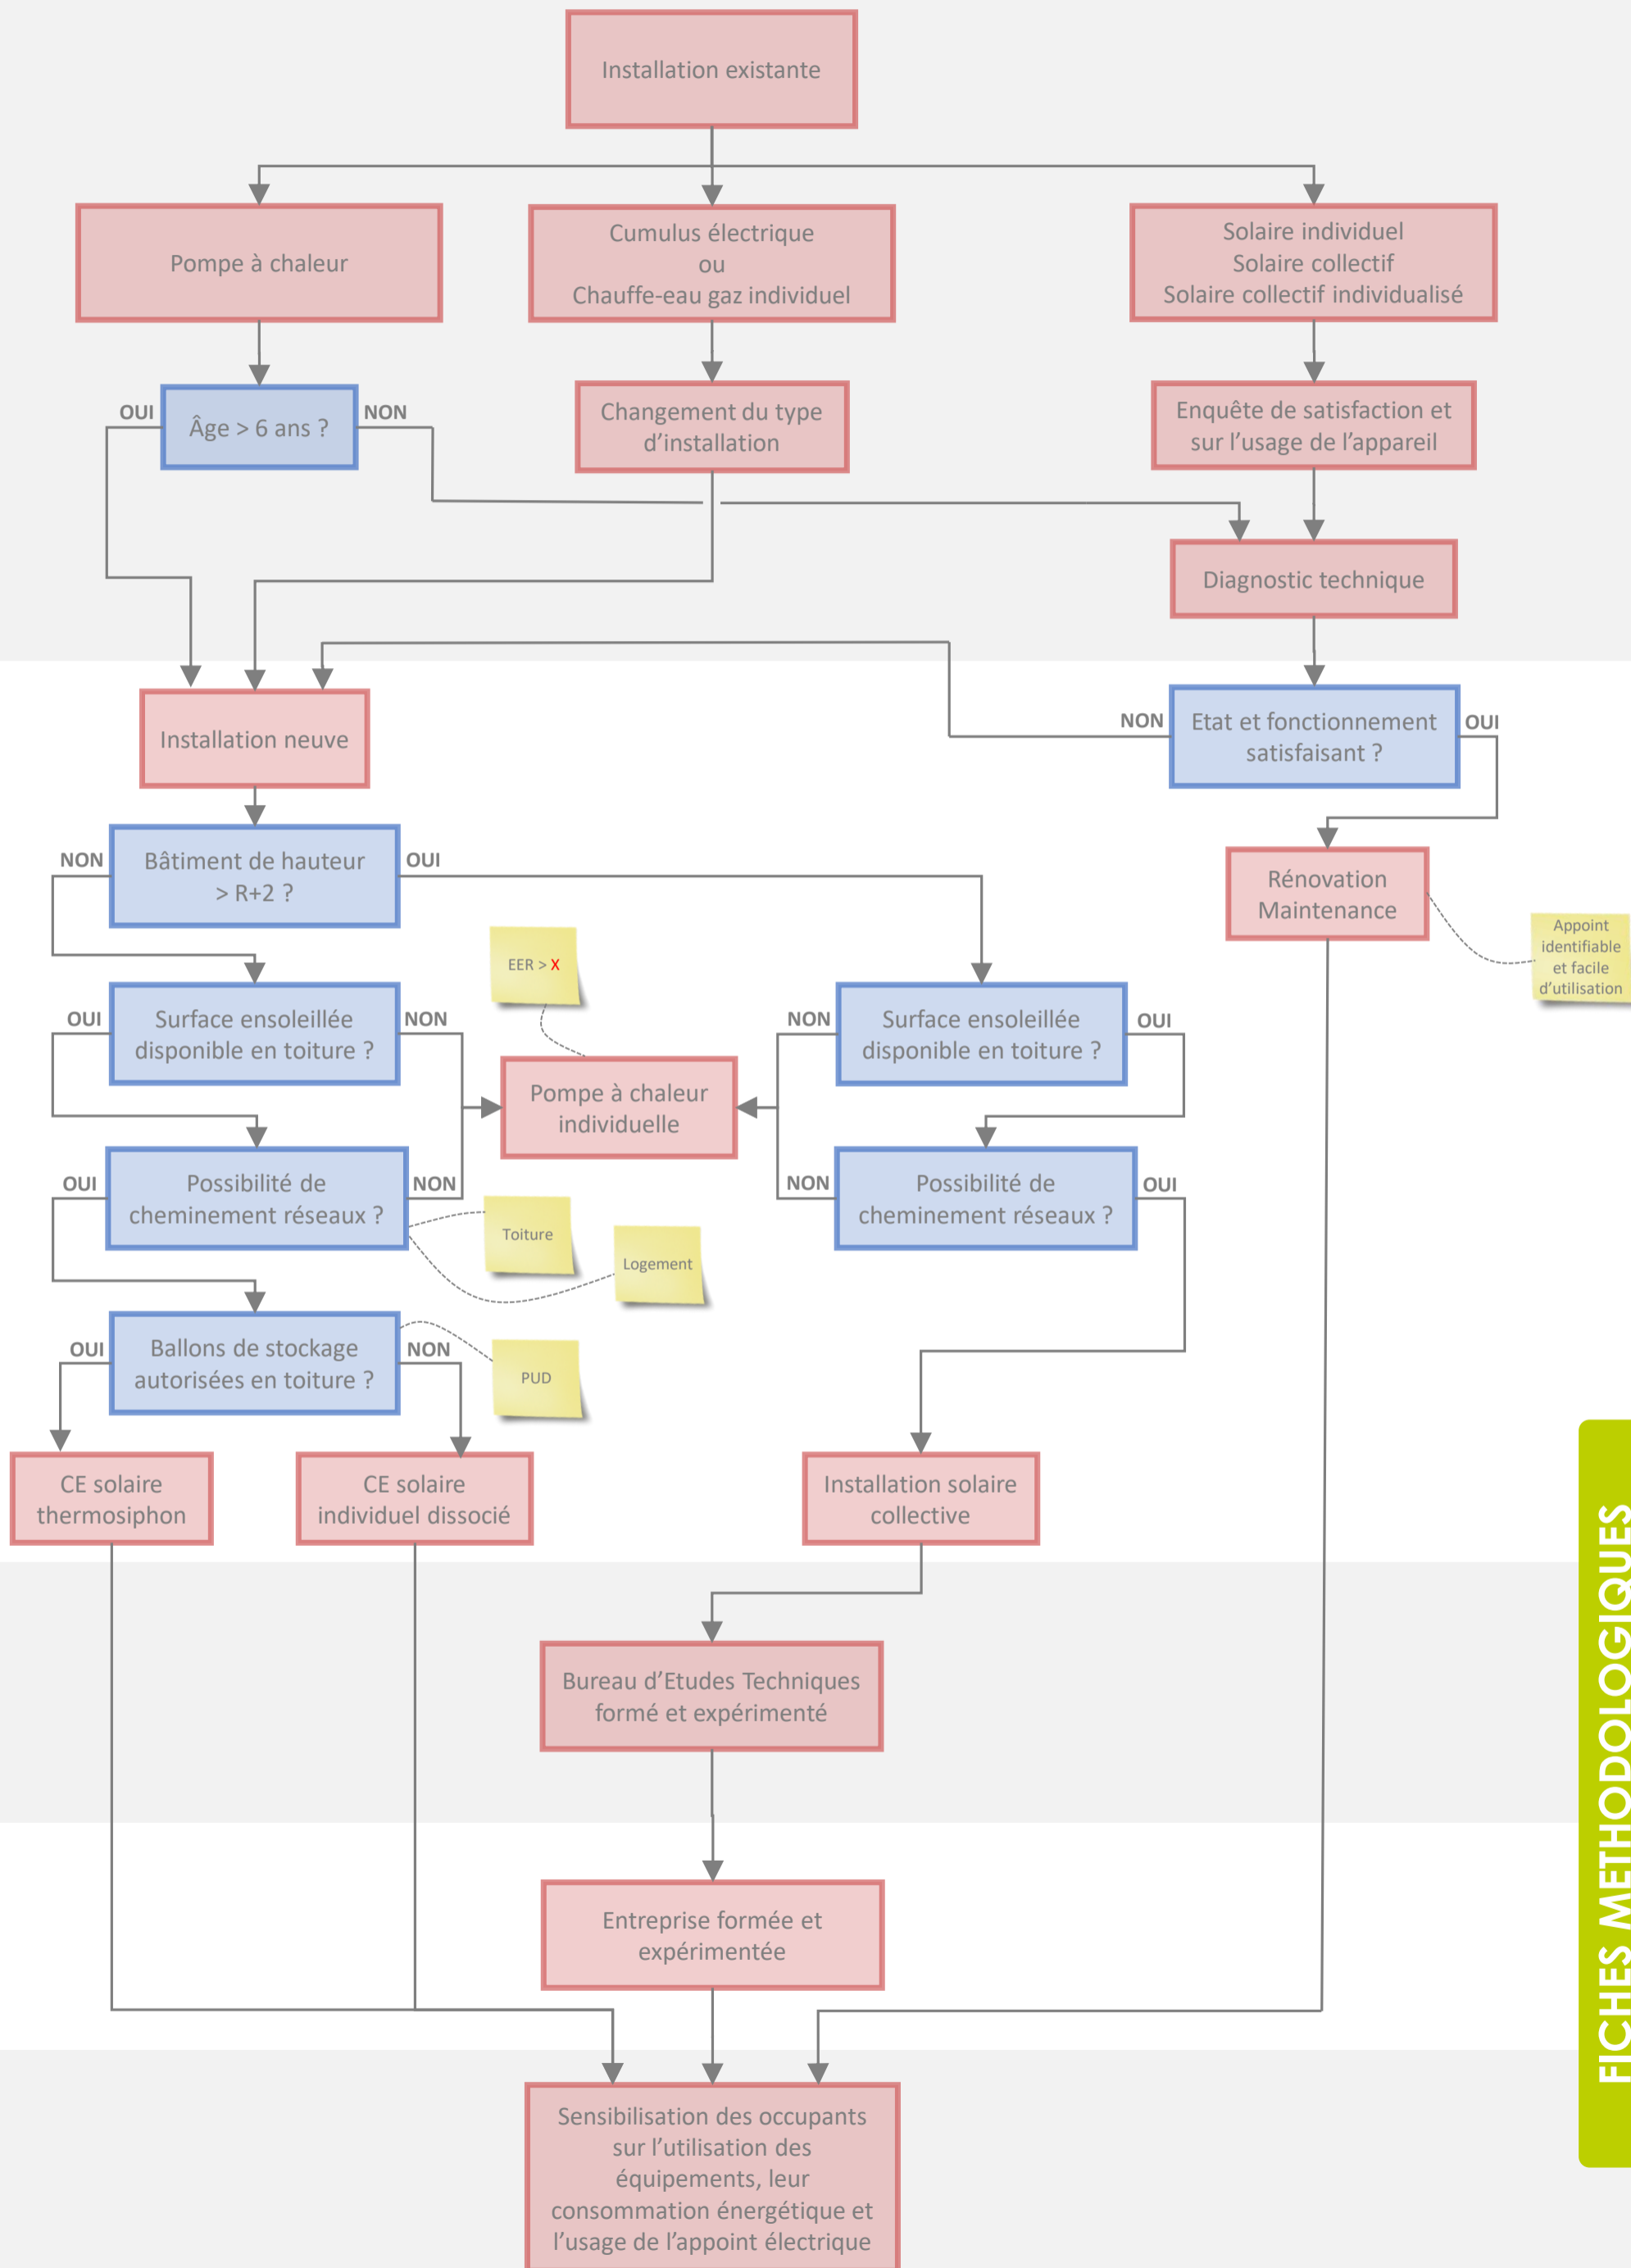 Installation existante
Pompe à chaleur
Cumulus électrique
ou
Chauffe-eau gaz individuel
Solaire individuel
Solaire collectif
Solaire collectif individualisé
OUI
Âge > 6 ans ?
NON
Changement du type
d’installation
Enquête de satisfaction et
sur l’usage de l’appareil
Diagnostic technique
Installation neuve
NON
Etat et fonctionnement
satisfaisant ?
OUI
NON
Bâtiment de hauteur
> R+2 ?
OUI
Rénovation
Maintenance
Appoint
identifiable
et facile
d’utilisation
EER > X
OUI
Surface ensoleillée
disponible en toiture ?
NON
Pompe à chaleur
individuelle
NON
Surface ensoleillée
disponible en toiture ?
OUI
OUI
Possibilité de
cheminement réseaux ?
NON
NON
Possibilité de
cheminement réseaux ?
OUI
Toiture
Logement
OUI
Ballons de stockage
autorisées en toiture ?
NON
PUD
CE solaire
thermosiphon
CE solaire
individuel dissocié
Installation solaire
collective
Bureau d’Etudes Techniques
formé et expérimenté
Entreprise formée et
expérimentée
Sensibilisation des occupants
sur l’utilisation des
équipements, leur
consommation énergétique et
l’usage de l’appoint électrique
FICHES METHODOLOGIQUES